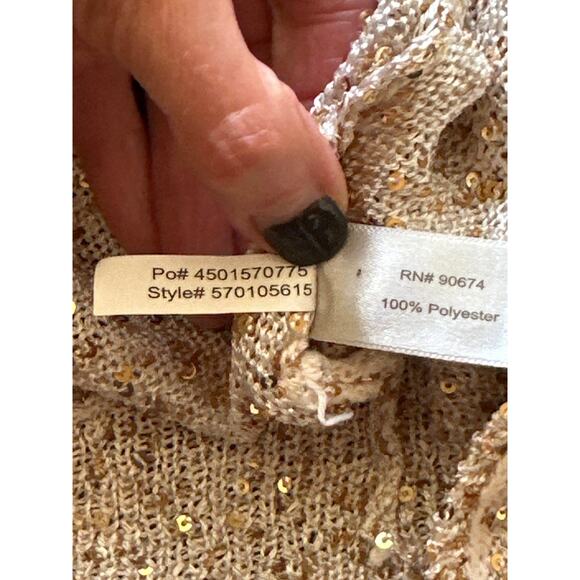 Po# 4501570775
Style# 570105615
RN# 90674
100% Polyester